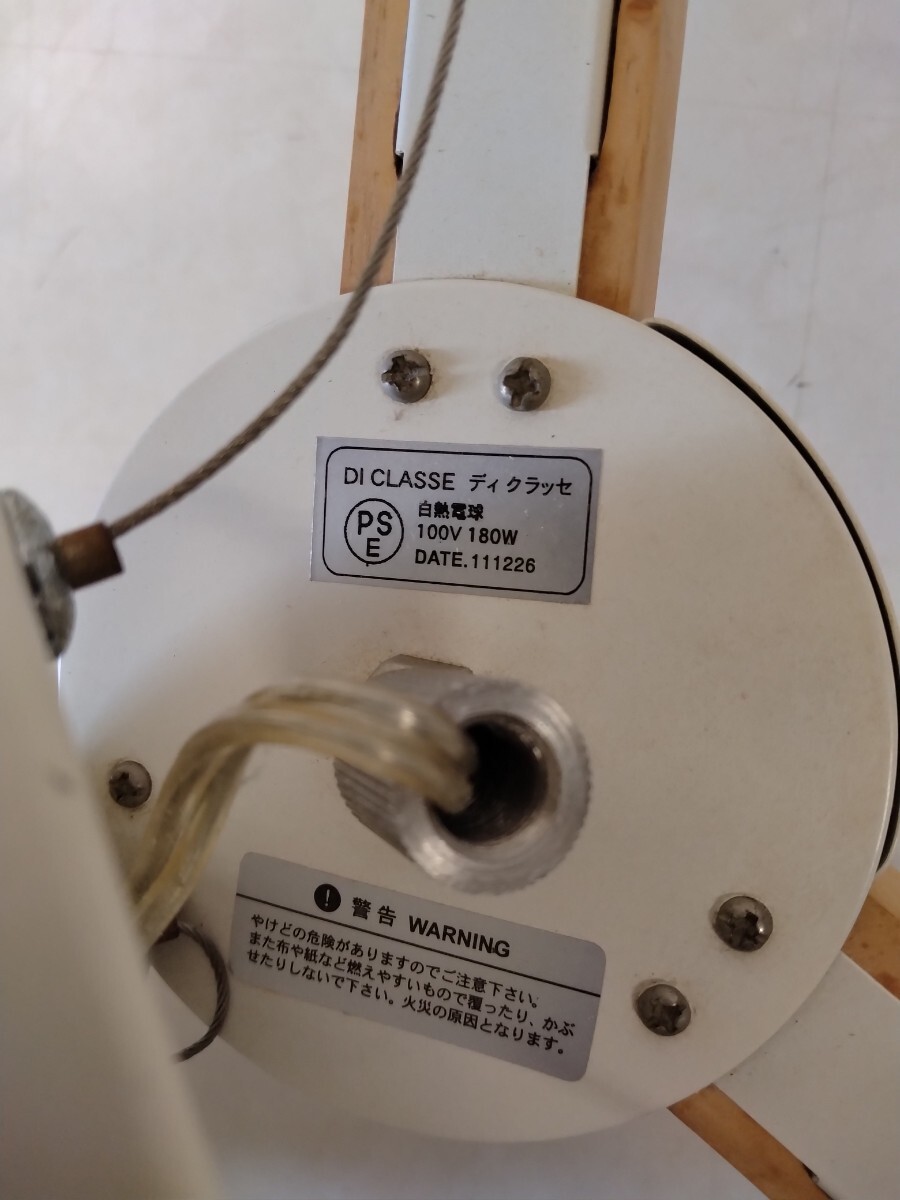 DI CLASSE ディ クラッセ
PS
E
白熱電球
100V 180W
DATE.111226
! 警告 WARNING
やけどの危険がありますのでご注意下さい。
また布や紙など燃えやすいもので覆ったり、かぶ
せたりしないで下さい。火災の原因となります。